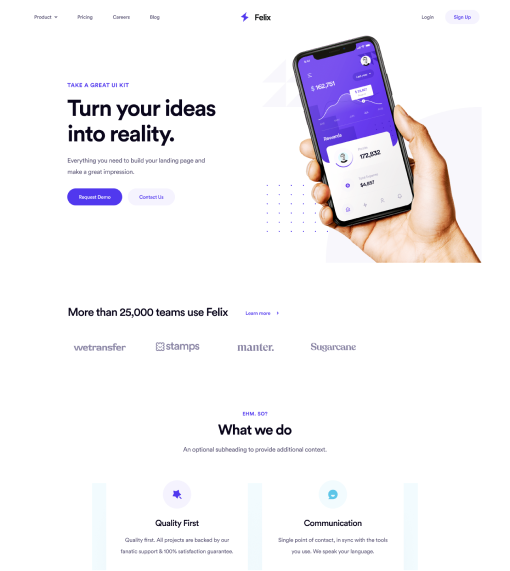 Product
Pricing
Careers
Blog
Felix
Login
Sign Up
TAKE A GREAT UI KIT
Turn your ideas
into reality.
Everything you need to build your landing page and
make a great impression.
Request Demo
Contact Us
$ 162,751
Rewards
172,832
$4,697
More than 25,000 teams use Felix
Learn more
wetransfer
stamps
manter.
Sugarcane
EHM. SO?
What we do
An optional subheading to provide additional context.
Quality First
Quality first. All projects are backed by our
fanatic support & 100% satisfaction guarantee.
Communication
Single point of contact, in sync with the tools
you use. We speak your language.